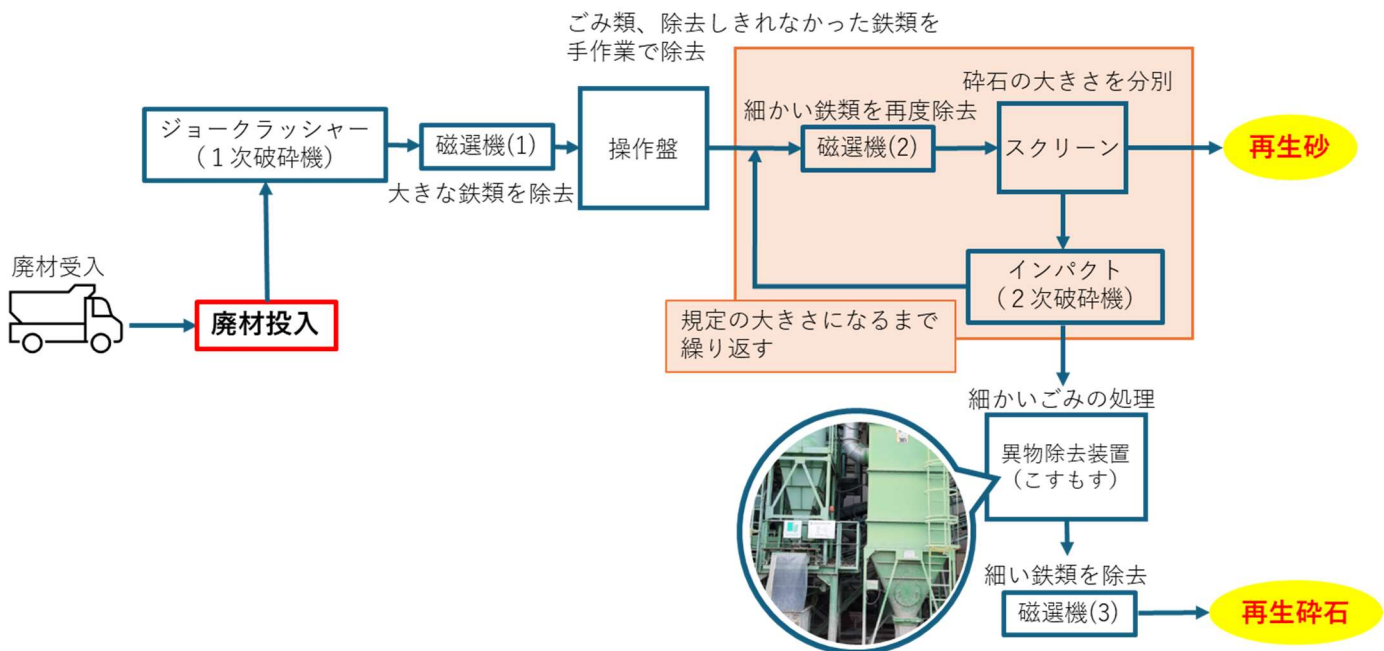 ごみ類、除去しきれなかった鉄類を
手作業で除去
砕石の大きさを分別
細かい鉄類を再度除去
ジョークラッシャー
（１次破砕機）
磁選機(1)
操作盤
磁選機(2)
スクリーン
再生砂
大きな鉄類を除去
廃材受入
廃材投入
インパクト
（２次破砕機）
規定の大きさになるまで
繰り返す
細かいごみの処理
異物除去装置
（こすもす）
細い鉄類を除去
磁選機(3)
再生砕石